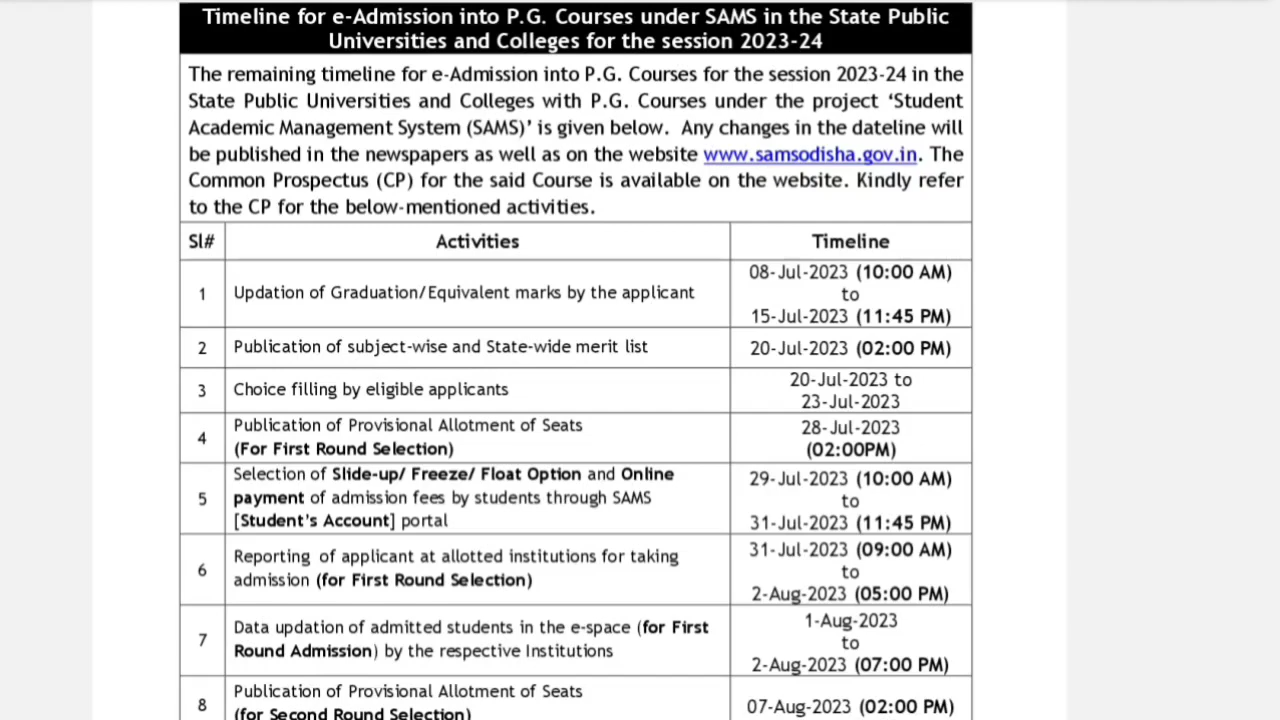 Timeline for e-Admission into P.G. Courses under SAMS in the State Public
Universities and Colleges for the session 2023-24
The remaining timeline for e-Admission into P.G. Courses for the session 2023-24 in the
State Public Universities and Colleges with P.G. Courses under the project ‘Student
Academic Management System (SAMS)’ is given below. Any changes in the dateline will
be published in the newspapers as well as on the website www.samsodisha.gov.in. The
Common Prospectus (CP) for the said Course is available on the website. Kindly refer
to the CP for the below-mentioned activities.
Sl# Activities Timeline
1 Updation of Graduation/Equivalent marks by the applicant
08-Jul-2023 (10:00 AM)
to
15-Jul-2023 (11:45 PM)
2 Publication of subject-wise and State-wide merit list 20-Jul-2023 (02:00 PM)
3 Choice filling by eligible applicants
20-Jul-2023 to
23-Jul-2023
4
Publication of Provisional Allotment of Seats
(For First Round Selection)
28-Jul-2023
(02:00PM)
5
Selection of Slide-up/ Freeze/ Float Option and Online
payment of admission fees by students through SAMS
[Student's Account] portal
29-Jul-2023 (10:00 AM)
to
31-Jul-2023 (11:45 PM)
6
Reporting of applicant at allotted institutions for taking
admission (for First Round Selection)
31-Jul-2023 (09:00 AM)
to
2-Aug-2023 (05:00 PM)
7
Data updation of admitted students in the e-space (for First
Round Admission) by the respective Institutions
1-Aug-2023
to
2-Aug-2023 (07:00 PM)
8
Publication of Provisional Allotment of Seats
(for Second Round Selection)
07-Aug-2023 (02:00 PM)